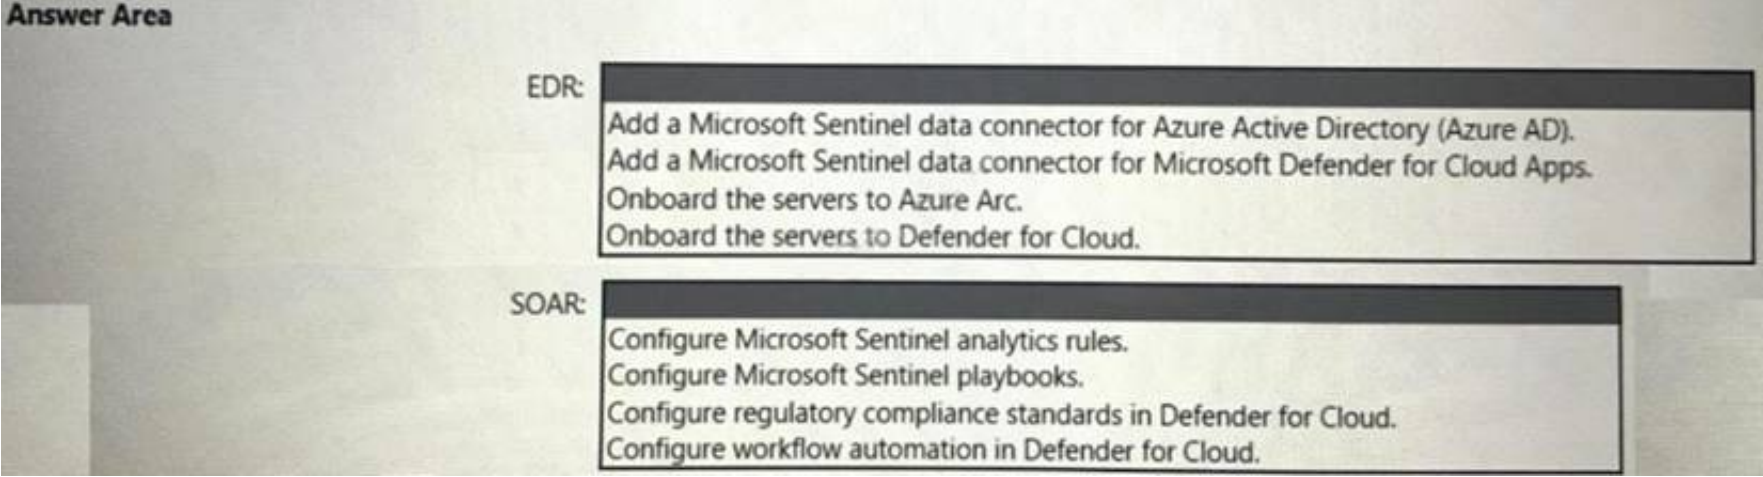 Answer Area
EDR:
Add a Microsoft Sentinel data connector for Azure Active Directory (Azure AD).
Add a Microsoft Sentinel data connector for Microsoft Defender for Cloud Apps.
Onboard the servers to Azure Arc.
Onboard the servers to Defender for Cloud.
SOAR:
Configure Microsoft Sentinel analytics rules.
Configure Microsoft Sentinel playbooks.
Configure regulatory compliance standards in Defender for Cloud.
Configure workflow automation in Defender for Cloud.